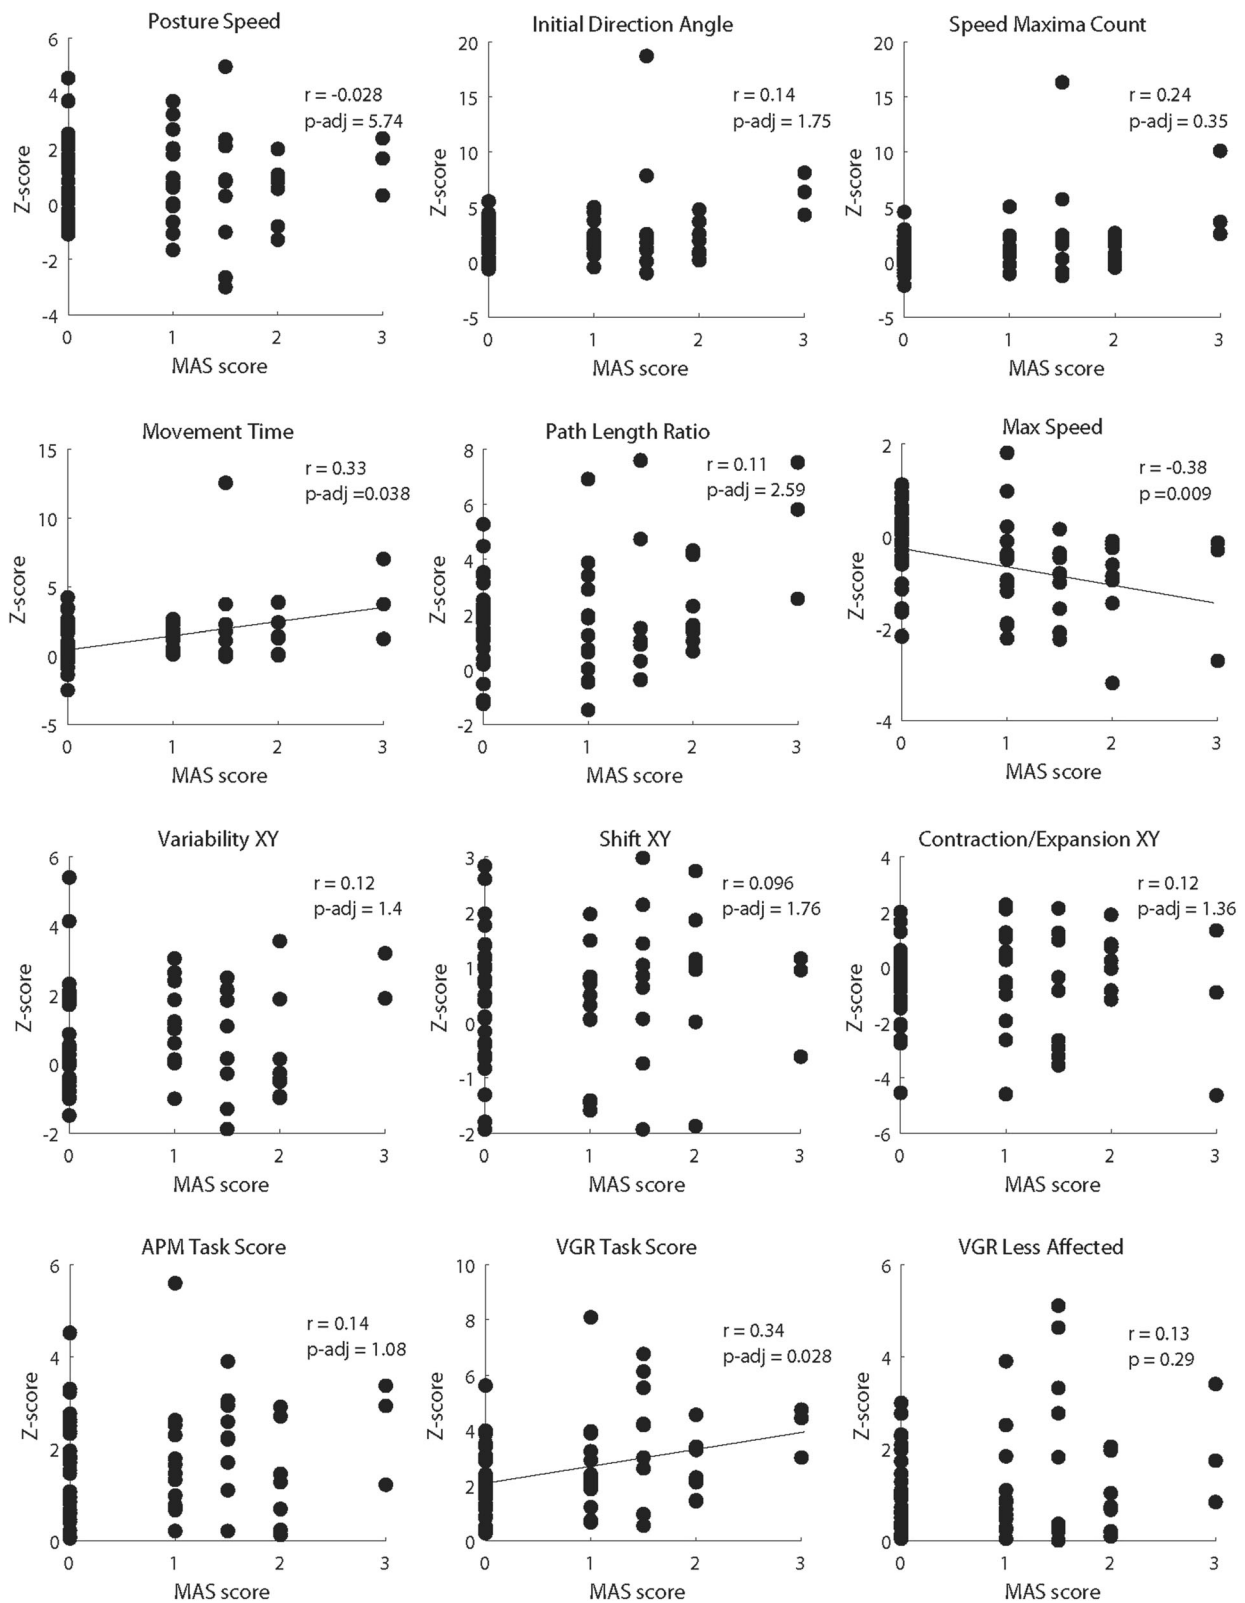 Posture Speed
6
4
2
0
-2
-4
Z-score
r = -0.028
p-adj = 5.74
0 1 2 3
MAS score
Initial Direction Angle
20
15
10
5
0
-5
Z-score
r = 0.14
p-adj = 1.75
0 1 2 3
MAS score
Speed Maxima Count
20
15
10
5
0
-5
Z-score
r = 0.24
p-adj = 0.35
0 1 2 3
MAS score
Movement Time
15
10
5
0
-5
Z-score
r = 0.33
p-adj =0.038
0 1 2 3
MAS score
Path Length Ratio
8
6
4
2
0
-2
Z-score
r = 0.11
p-adj = 2.59
0 1 2 3
MAS score
Max Speed
2
0
-2
-4
Z-score
r = -0.38
p =0.009
0 1 2 3
MAS score
Variability XY
6
4
2
0
-2
Z-score
r = 0.12
p-adj = 1.4
0 1 2 3
MAS score
Shift XY
3
2
1
0
-1
-2
Z-score
r = 0.096
p-adj = 1.76
0 1 2 3
MAS score
Contraction/Expansion XY
4
2
0
-2
-4
-6
Z-score
r = 0.12
p-adj = 1.36
0 1 2 3
MAS score
APM Task Score
6
4
2
0
Z-score
r = 0.14
p-adj = 1.08
0 1 2 3
MAS score
VGR Task Score
10
8
6
4
2
0
Z-score
r = 0.34
p-adj = 0.028
0 1 2 3
MAS score
VGR Less Affected
6
4
2
0
Z-score
r = 0.13
p = 0.29
0 1 2 3
MAS score